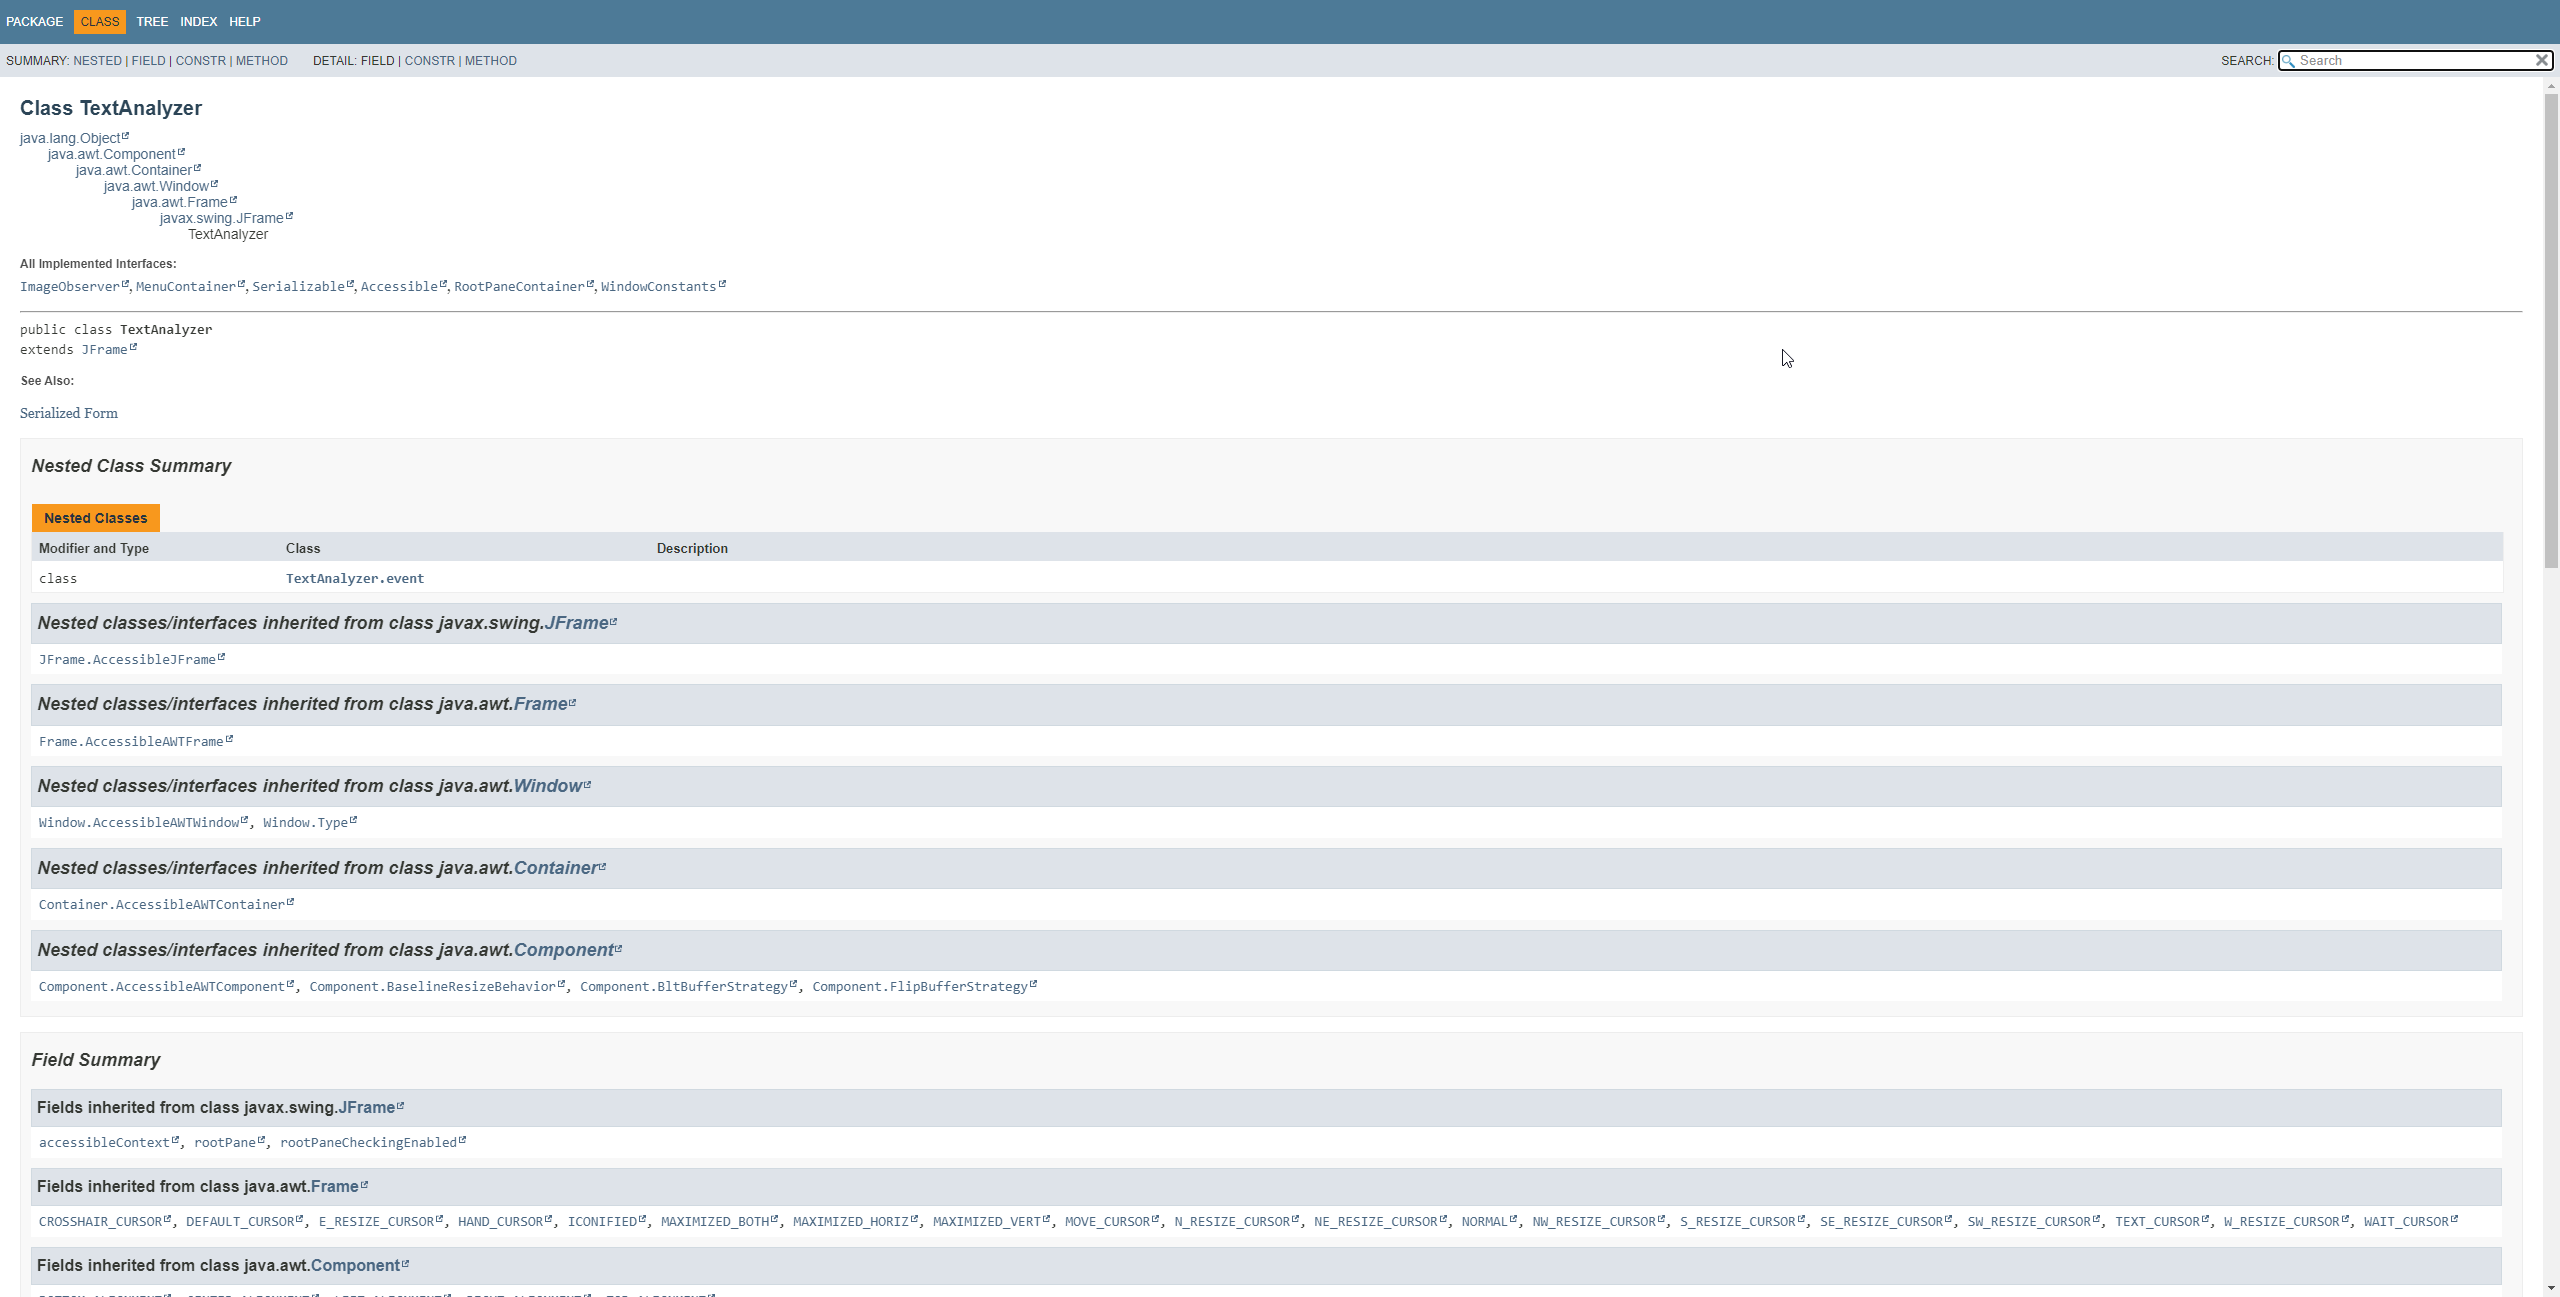 PACKAGE CLASS TREE INDEX HELP
SUMMARY: NESTED | FIELD | CONSTR | METHOD DETAIL: FIELD | CONSTR | METHOD SEARCH: Search
Class TextAnalyzer
java.lang.Object
java.awt.Component
java.awt.Container
java.awt.Window
java.awt.Frame
javax.swing.JFrame
TextAnalyzer
All Implemented Interfaces:
ImageObserver, MenuContainer, Serializable, Accessible, RootPaneContainer, WindowConstants
public class TextAnalyzer
extends JFrame
See Also:
Serialized Form
Nested Class Summary
Nested Classes
Modifier and Type Class Description
class TextAnalyzer.event
Nested classes/interfaces inherited from class javax.swing.JFrame
JFrame.AccessibleJFrame
Nested classes/interfaces inherited from class java.awt.Frame
Frame.AccessibleAWTFrame
Nested classes/interfaces inherited from class java.awt.Window
Window.AccessibleAWTWindow, Window.Type
Nested classes/interfaces inherited from class java.awt.Container
Container.AccessibleAWTContainer
Nested classes/interfaces inherited from class java.awt.Component
Component.AccessibleAWTComponent, Component.BaselineResizeBehavior, Component.BltBufferStrategy, Component.FlipBufferStrategy
Field Summary
Fields inherited from class javax.swing.JFrame
accessibleContext, rootPane, rootPaneCheckingEnabled
Fields inherited from class java.awt.Frame
CROSSHAIR_CURSOR, DEFAULT_CURSOR, E_RESIZE_CURSOR, HAND_CURSOR, ICONIFIED, MAXIMIZED_BOTH, MAXIMIZED_HORIZ, MAXIMIZED_VERT, MOVE_CURSOR, N_RESIZE_CURSOR, NE_RESIZE_CURSOR, NORMAL, NW_RESIZE_CURSOR, S_RESIZE_CURSOR, SE_RESIZE_CURSOR, SW_RESIZE_CURSOR, TEXT_CURSOR, W_RESIZE_CURSOR, WAIT_CURSOR
Fields inherited from class java.awt.Component